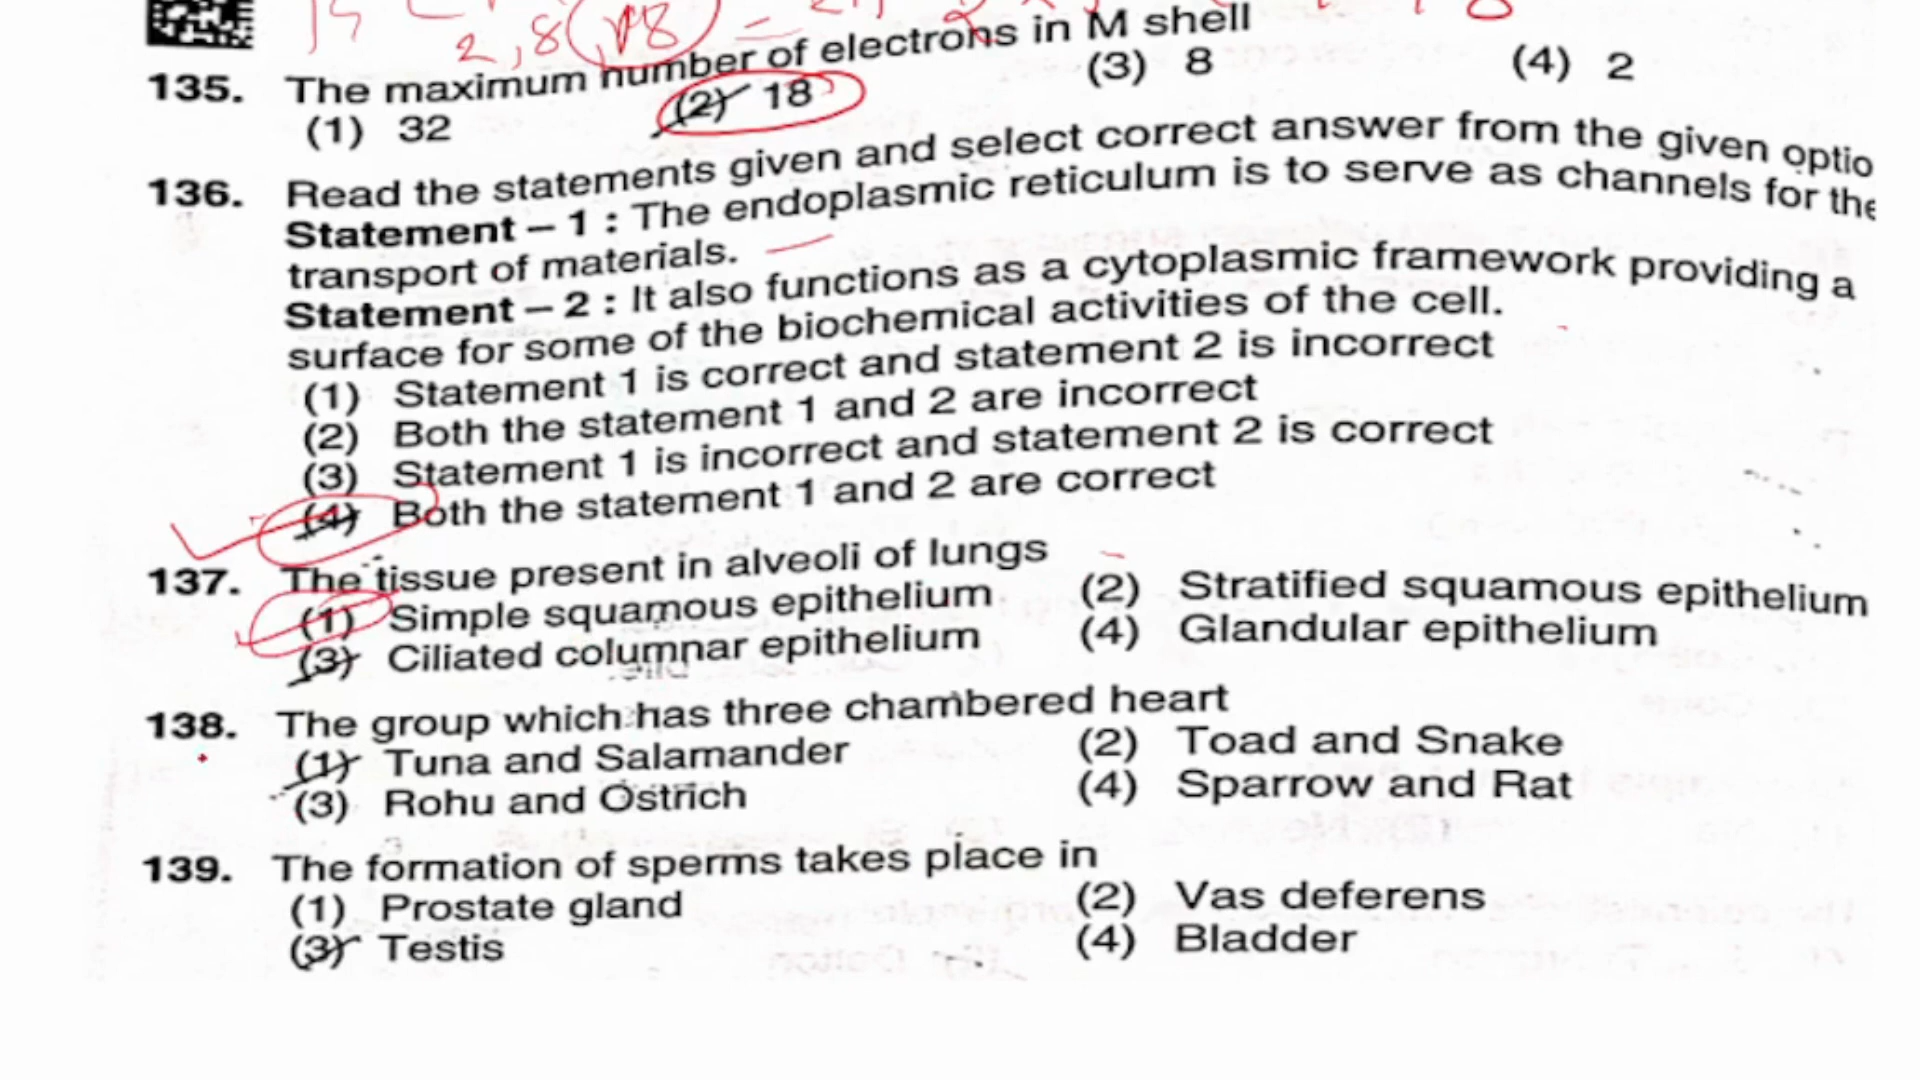 2, 8(, 18) =
135. The maximum number of electrons in M shell
(1) 32 (2) 18 (3) 8 (4) 2
136. Read the statements given and select correct answer from the given optio
Statement – 1 : The endoplasmic reticulum is to serve as channels for the
transport of materials.
Statement – 2 : It also functions as a cytoplasmic framework providing a
surface for some of the biochemical activities of the cell.
(1) Statement 1 is correct and statement 2 is incorrect
(2) Both the statement 1 and 2 are incorrect
(3) Statement 1 is incorrect and statement 2 is correct
(4) Both the statement 1 and 2 are correct
137. The tissue present in alveoli of lungs
(1) Simple squamous epithelium (2) Stratified squamous epithelium
(3) Ciliated columnar epithelium (4) Glandular epithelium
138. The group which has three chambered heart
(1) Tuna and Salamander (2) Toad and Snake
(3) Rohu and Ostrich (4) Sparrow and Rat
139. The formation of sperms takes place in
(1) Prostate gland (2) Vas deferens
(3) Testis (4) Bladder